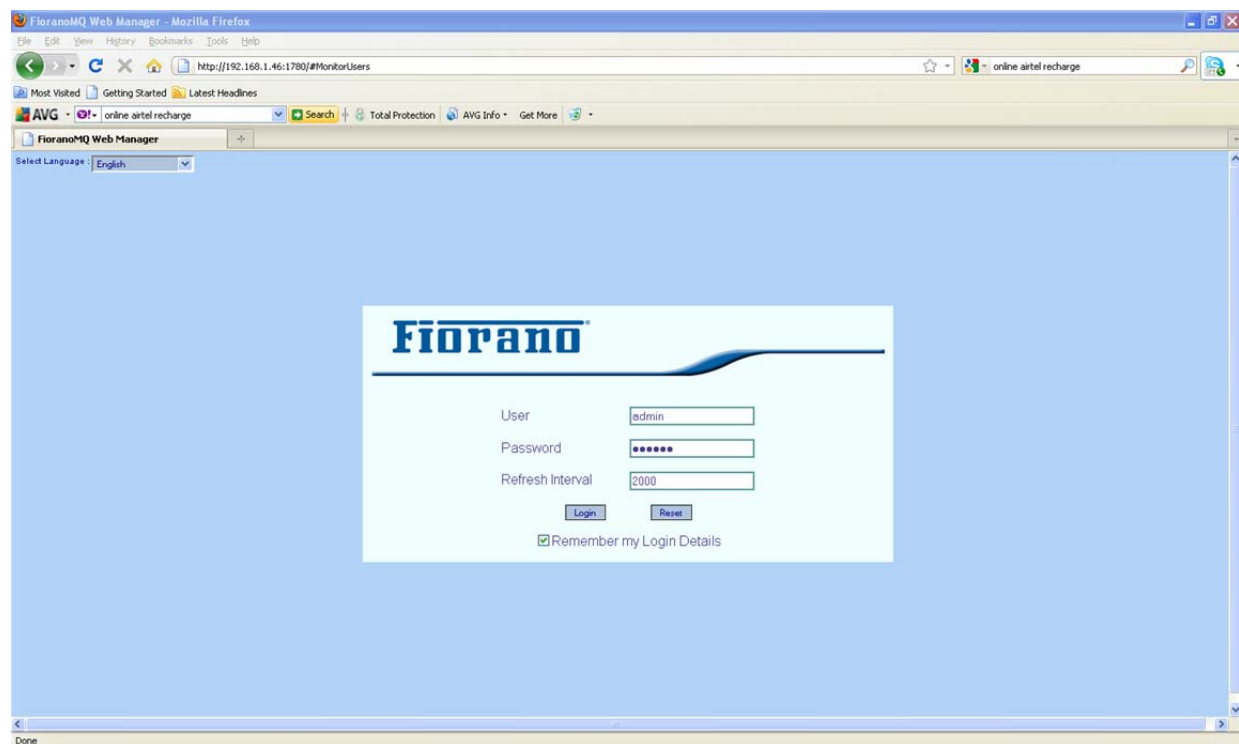 FioranoMQ Web Manager - Mozilla Firefox
File Edit View History Bookmarks Tools Help
http://192.168.1.46:1780/#MonitorUsers online airtel recharge
Most Visited Getting Started Latest Headlines
AVG online airtel recharge Search Total Protection AVG Info Get More
FioranoMQ Web Manager
Select Language : English
Fiorano
User admin
Password ••••••
Refresh Interval 2000
Login Reset
Remember my Login Details
Done